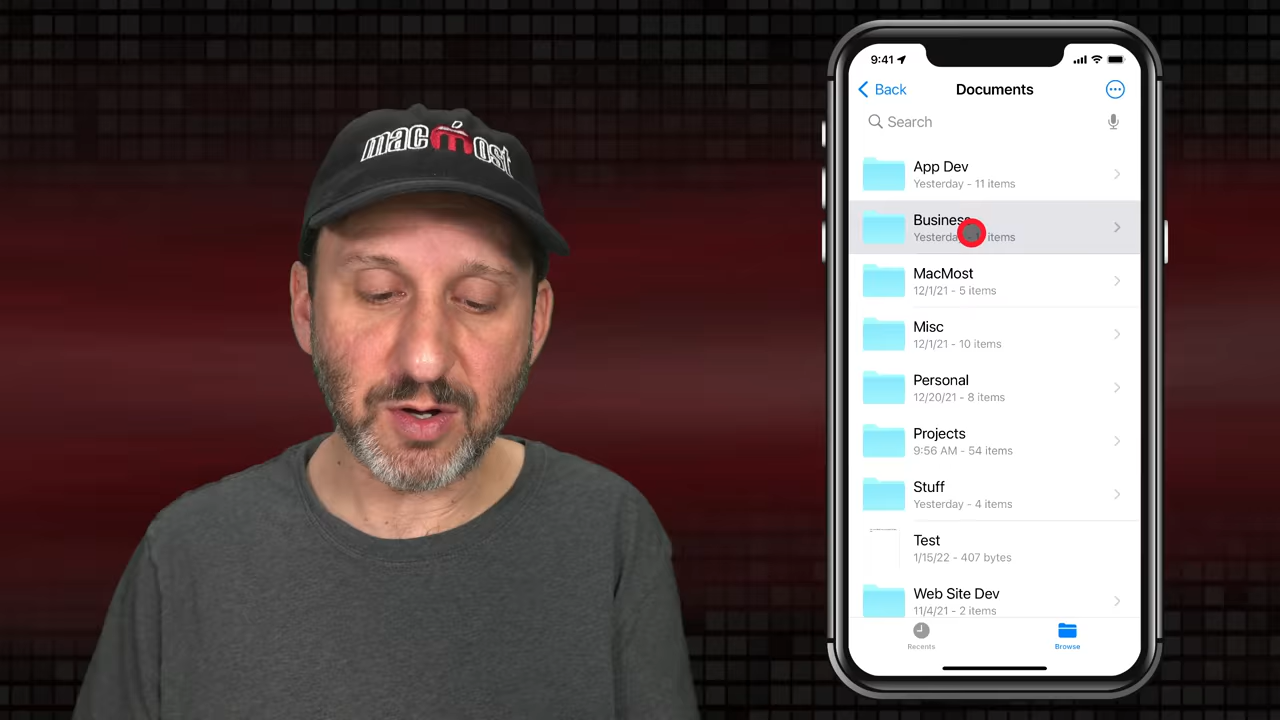 macmost
9:41
Back
Documents
Search
App Dev
Yesterday - 11 items
Business
items
MacMost
12/1/21 - 5 items
Misc
12/1/21 - 10 items
Personal
12/20/21 - 8 items
Projects
9:56 AM - 54 items
Stuff
Yesterday - 4 items
Test
1/15/22 - 407 bytes
Web Site Dev
11/4/21 - 2 items
Recents
Browse